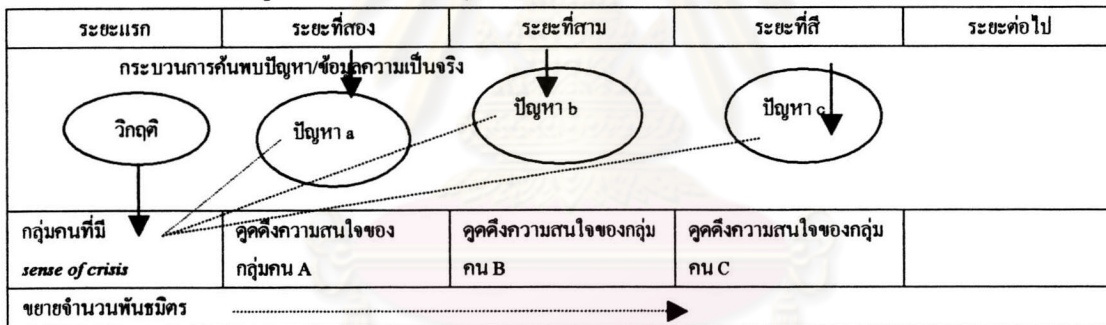 ระยะแรก ระยะที่สอง ระยะที่สาม ระยะที่สี่ ระยะต่อไป
กระบวนการค้นพบปัญหา/ข้อมูลความเป็นจริง
วิกฤติ ปัญหา a ปัญหา b ปัญหา c
กลุ่มคนที่มี ดูดดึงความสนใจของ ดูดดึงความสนใจของกลุ่ม ดูดดึงความสนใจของกลุ่ม
sense of crisis กลุ่มคน A คน B คน C
ขยายจำนวนพันธมิตร